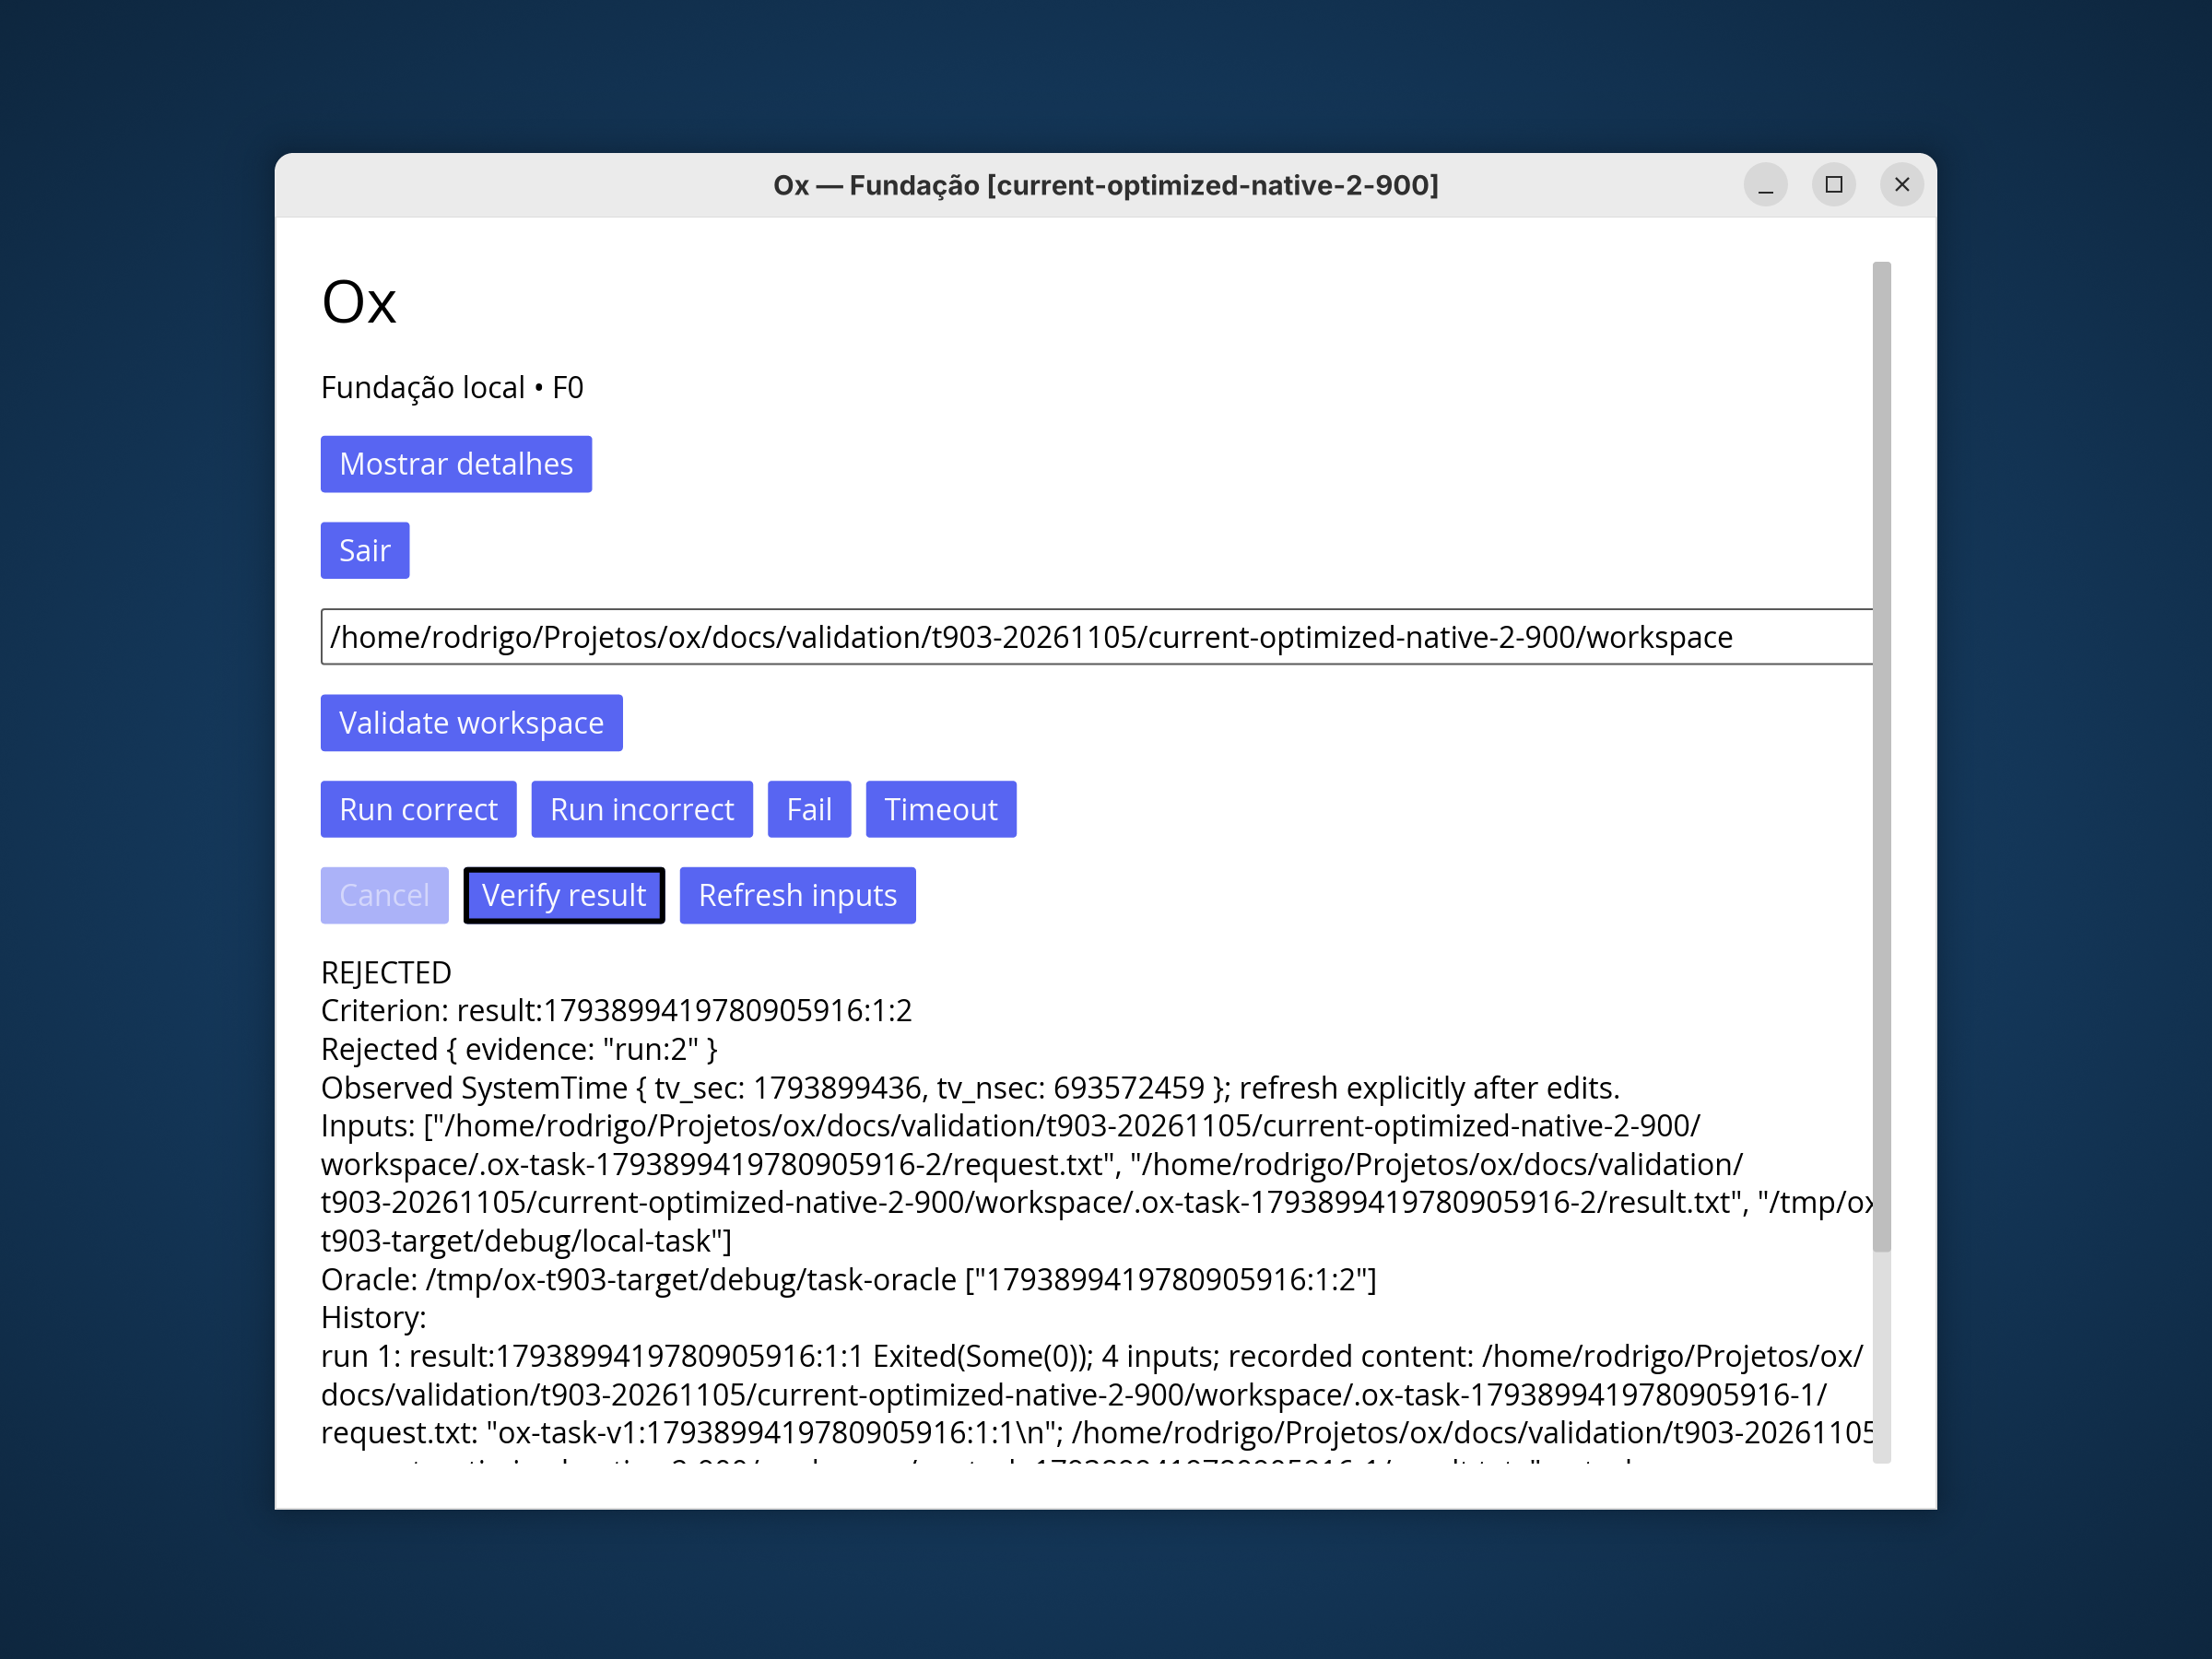 Ox — Fundação [current-optimized-native-2-900]
Ox
Fundação local • F0
Mostrar detalhes
Sair
/home/rodrigo/Projetos/ox/docs/validation/t903-20261105/current-optimized-native-2-900/workspace
Validate workspace
Run correct Run incorrect Fail Timeout
Cancel Verify result Refresh inputs
REJECTED
Criterion: result:1793899419780905916:1:2
Rejected { evidence: "run:2" }
Observed SystemTime { tv_sec: 1793899436, tv_nsec: 693572459 }; refresh explicitly after edits.
Inputs: ["/home/rodrigo/Projetos/ox/docs/validation/t903-20261105/current-optimized-native-2-900/
workspace/.ox-task-1793899419780905916-2/request.txt", "/home/rodrigo/Projetos/ox/docs/validation/
t903-20261105/current-optimized-native-2-900/workspace/.ox-task-1793899419780905916-2/result.txt", "/tmp/ox
t903-target/debug/local-task"]
Oracle: /tmp/ox-t903-target/debug/task-oracle ["1793899419780905916:1:2"]
History:
run 1: result:1793899419780905916:1:1 Exited(Some(0)); 4 inputs; recorded content: /home/rodrigo/Projetos/ox/
docs/validation/t903-20261105/current-optimized-native-2-900/workspace/.ox-task-1793899419780905916-1/
request.txt: "ox-task-v1:1793899419780905916:1:1\n"; /home/rodrigo/Projetos/ox/docs/validation/t903-20261105